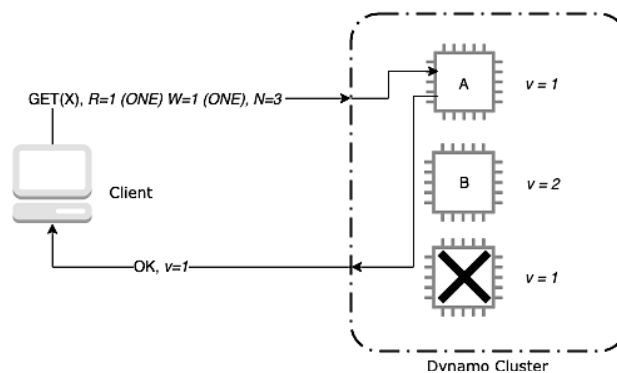 GET(X), R=1 (ONE) W=1 (ONE), N=3
A
v = 1
Client
B
v = 2
OK, v=1
v = 1
Dynamo Cluster